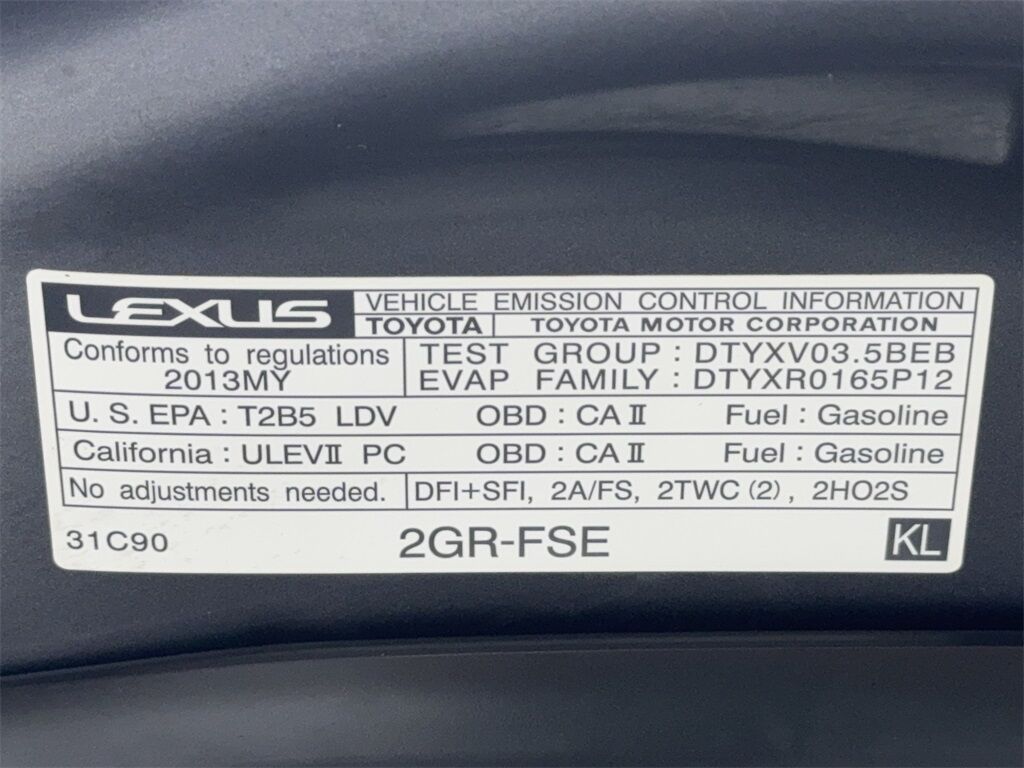 LEXUS
VEHICLE EMISSION CONTROL INFORMATION
TOYOTA TOYOTA MOTOR CORPORATION
Conforms to regulations
2013MY
TEST GROUP : DTYXV03.5BEB
EVAP FAMILY : DTYXR0165P12
U. S. EPA : T2B5 LDV OBD : CA II Fuel : Gasoline
California : ULEVII PC OBD : CA II Fuel : Gasoline
No adjustments needed. DFI+SFI, 2A/FS, 2TWC (2) , 2HO2S
31C90 2GR-FSE KL